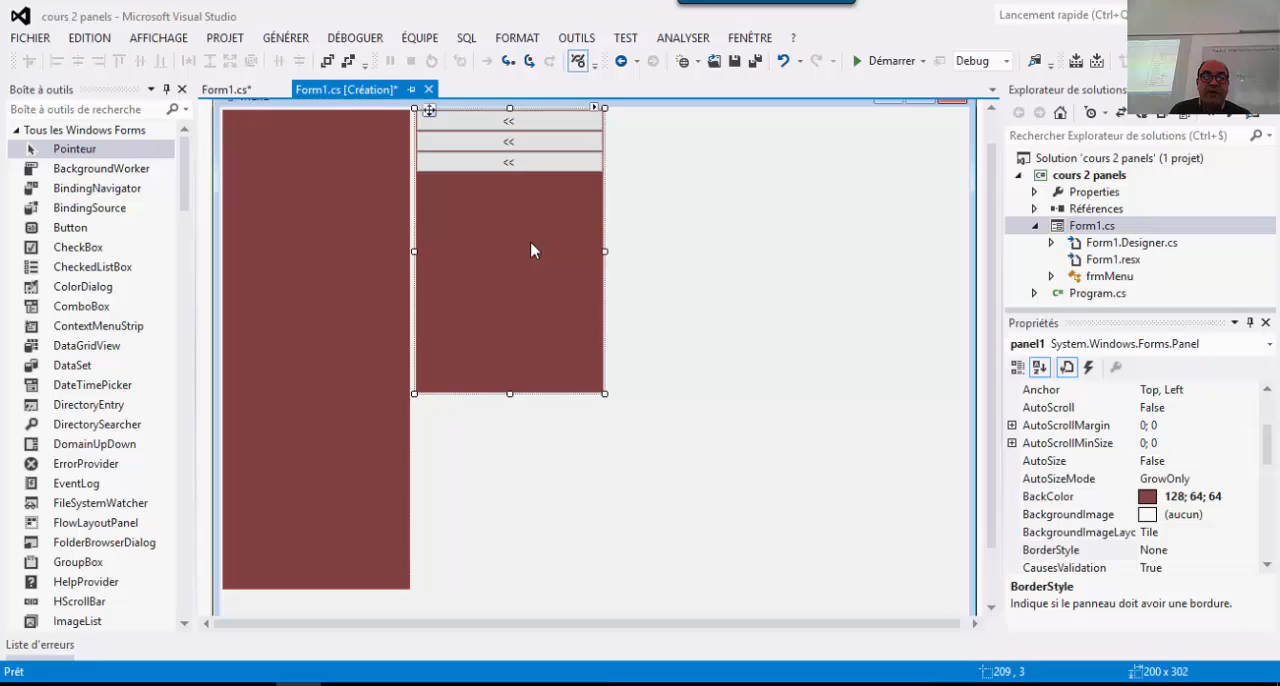 cours 2 panels - Microsoft Visual Studio
Lancement rapide (Ctrl+Q
FICHIER EDITION AFFICHAGE PROJET GÉNÉRER DÉBOGUER ÉQUIPE SQL FORMAT OUTILS TEST ANALYSER FENÊTRE ?
Démarrer Debug
Boîte à outils
Boîte à outils de recherche
Tous les Windows Forms
Pointeur
BackgroundWorker
BindingNavigator
BindingSource
Button
CheckBox
CheckedListBox
ColorDialog
ComboBox
ContextMenuStrip
DataGridView
DataSet
DateTimePicker
DirectoryEntry
DirectorySearcher
DomainUpDown
ErrorProvider
EventLog
FileSystemWatcher
FlowLayoutPanel
FolderBrowserDialog
GroupBox
HelpProvider
HScrollBar
ImageList
Form1.cs* Form1.cs [Création]*
<<
<<
<<
Explorateur de solutions
Rechercher Explorateur de solutions (Ctrl+$)
Solution 'cours 2 panels' (1 projet)
cours 2 panels
Properties
Références
Form1.cs
Form1.Designer.cs
Form1.resx
frmMenu
Program.cs
Propriétés
panel1 System.Windows.Forms.Panel
Anchor Top, Left
AutoScroll False
AutoScrollMargin 0; 0
AutoScrollMinSize 0; 0
AutoSize False
AutoSizeMode GrowOnly
BackColor 128; 64; 64
BackgroundImage (aucun)
BackgroundImageLayc Tile
BorderStyle None
CausesValidation True
BorderStyle
Indique si le panneau doit avoir une bordure.
Liste d'erreurs
Prêt
209 , 3
200 x 302